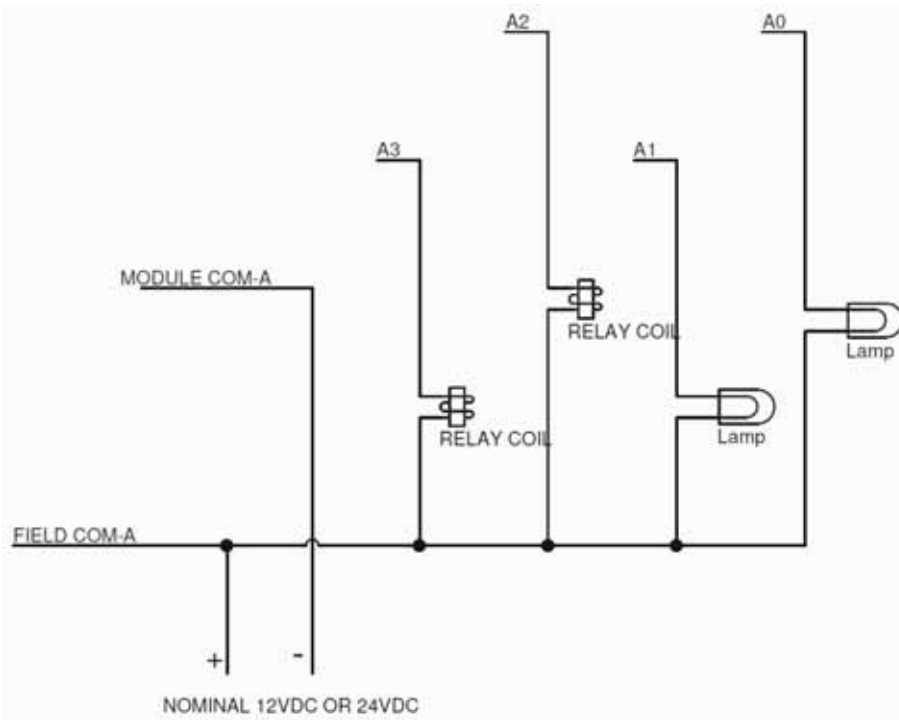 A2
A0
A3
A1
MODULE COM-A
RELAY COIL
Lamp
RELAY COIL
Lamp
FIELD COM-A
+
-
NOMINAL 12VDC OR 24VDC